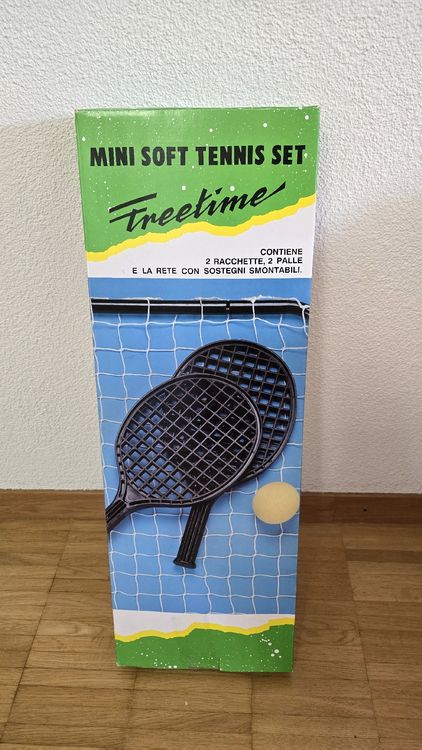 MINI SOFT TENNIS SET
Freetime
CONTIENE
2 RACCHETTE, 2 PALLE
E LA RETE CON SOSTEGNI SMONTABILI.